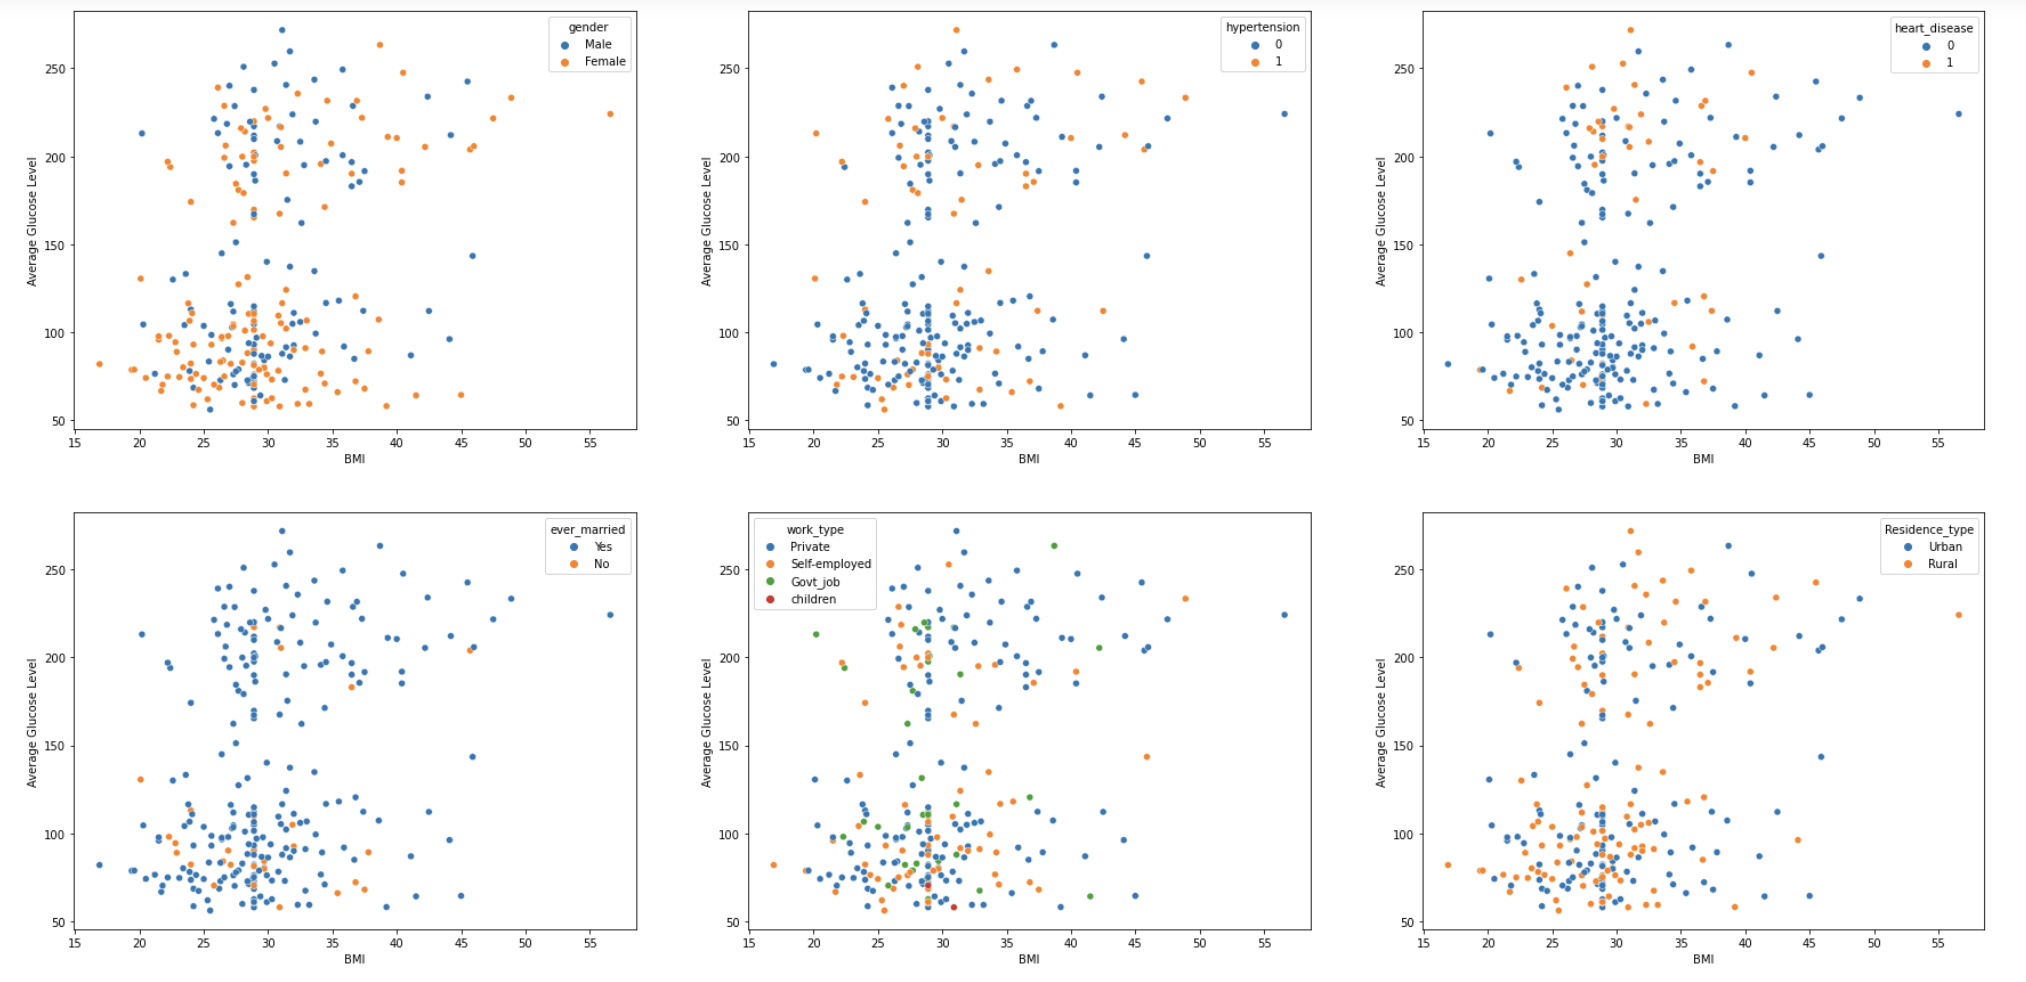 gender
Male
Female
250
200
150
100
50
Average Glucose Level
15 20 25 30 35 40 45 50 55
BMI
hypertension
0
1
250
200
150
100
50
Average Glucose Level
15 20 25 30 35 40 45 50 55
BMI
heart_disease
0
1
250
200
150
100
50
Average Glucose Level
15 20 25 30 35 40 45 50 55
BMI
ever_married
Yes
No
250
200
150
100
50
Average Glucose Level
15 20 25 30 35 40 45 50 55
BMI
work_type
Private
Self-employed
Govt_job
children
250
200
150
100
50
Average Glucose Level
15 20 25 30 35 40 45 50 55
BMI
Residence_type
Urban
Rural
250
200
150
100
50
Average Glucose Level
15 20 25 30 35 40 45 50 55
BMI